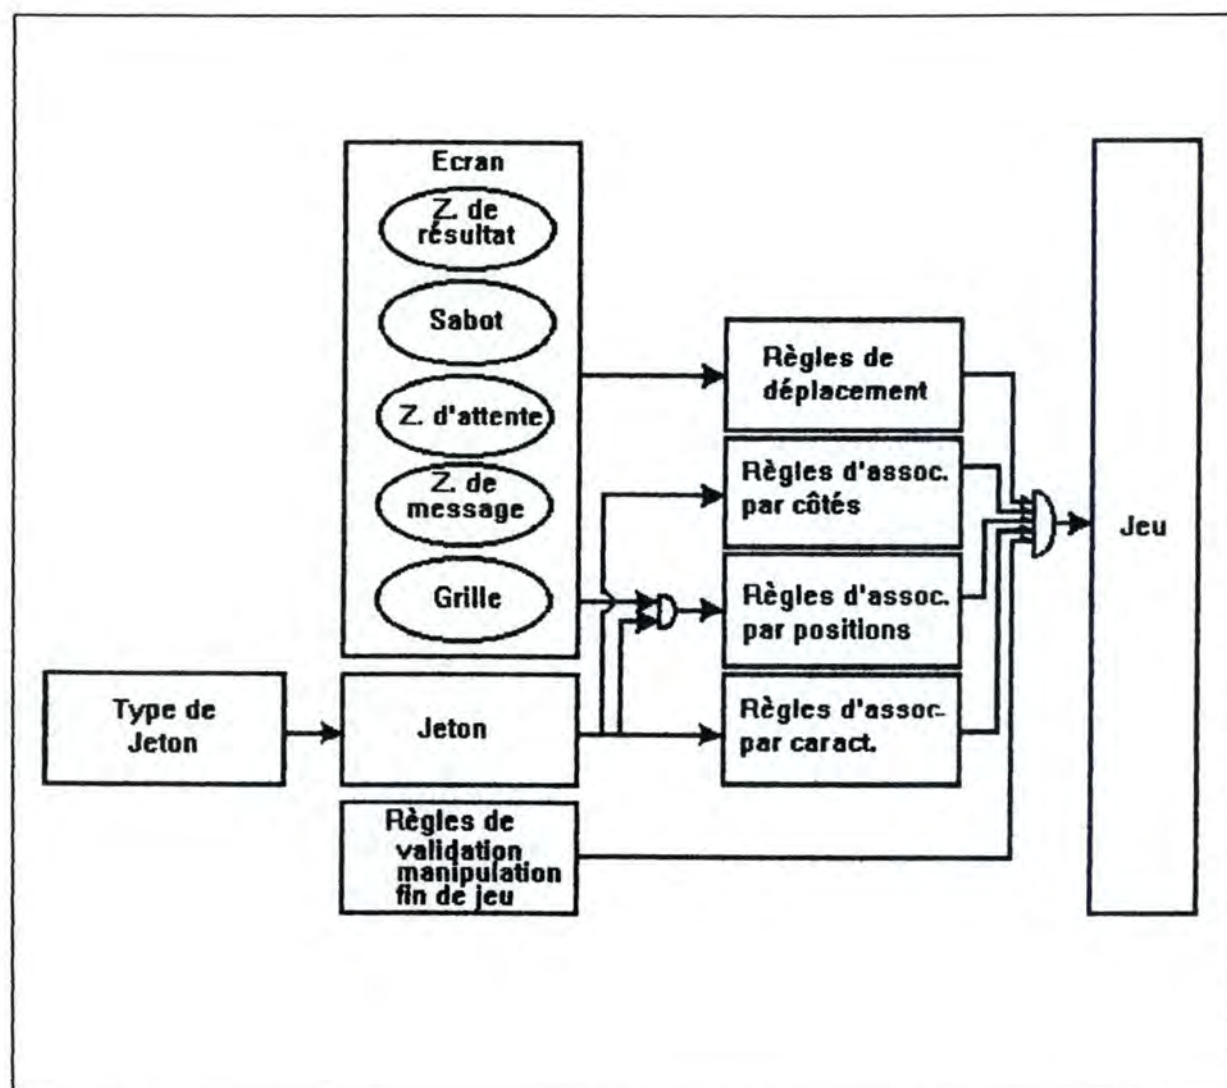 Ecran
Z. de
résultat
Sabot
Z. d'attente
Z. de
message
Grille
Type de
Jeton
Jeton
Règles de
validation
manipulation
fin de jeu
Règles de
déplacement
Règles d'assoc.
par côtés
Règles d'assoc.
par positions
Règles d'assoc.
par caract.
Jeu